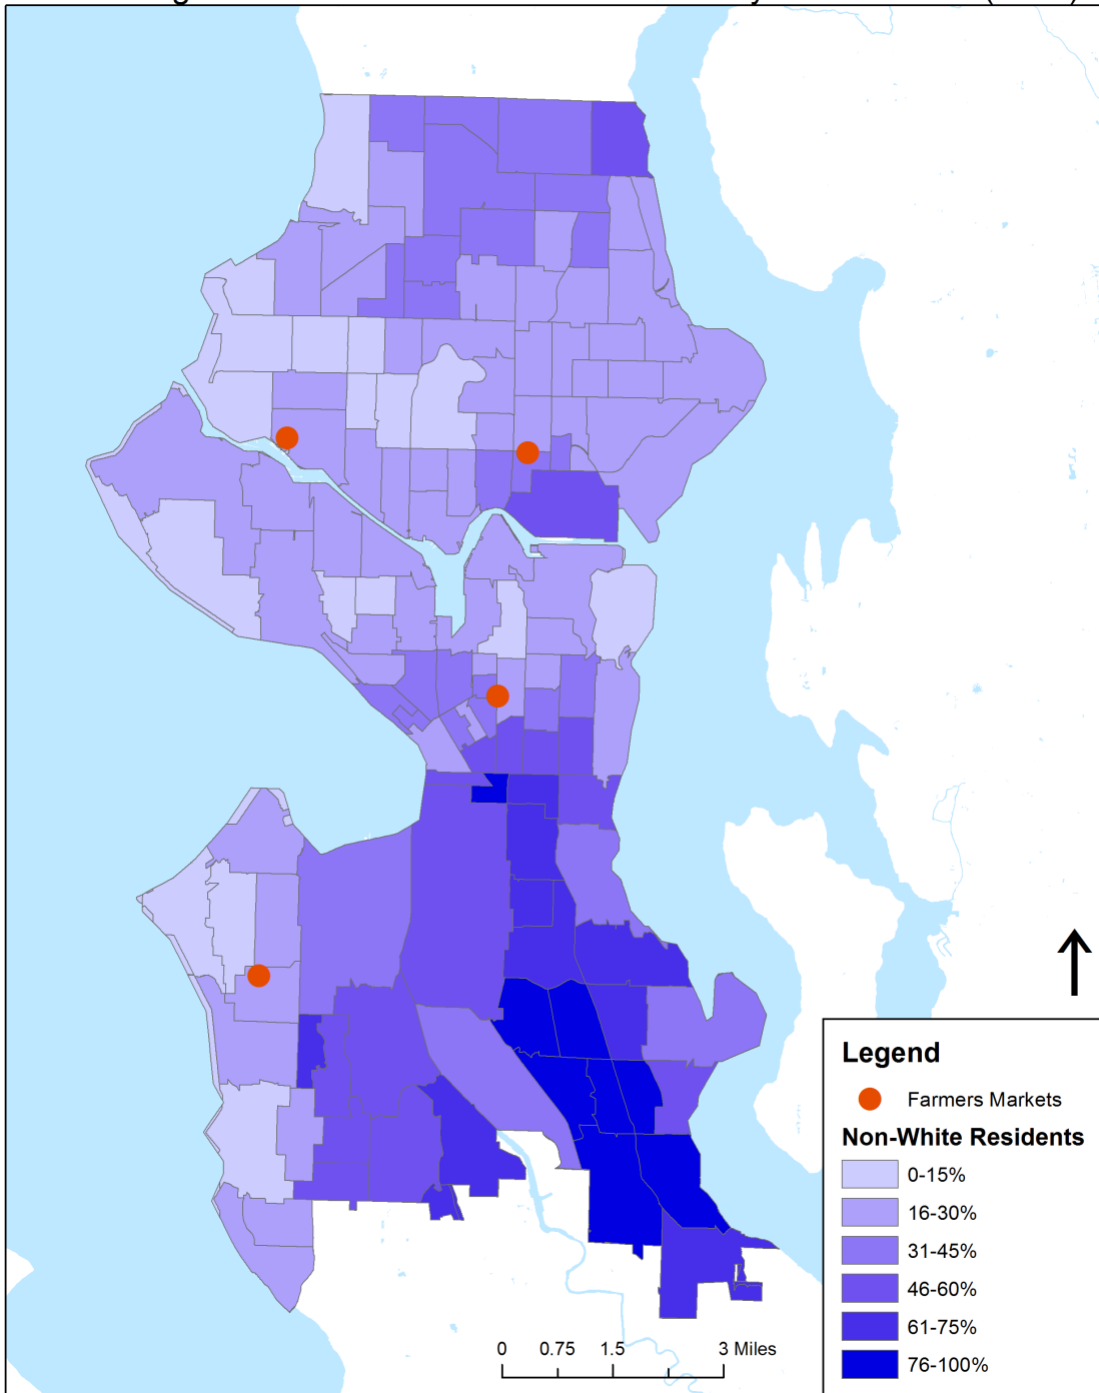 0 0.75 1.5 3 Miles
Legend
Farmers Markets
Non-White Residents
0-15%
16-30%
31-45%
46-60%
61-75%
76-100%